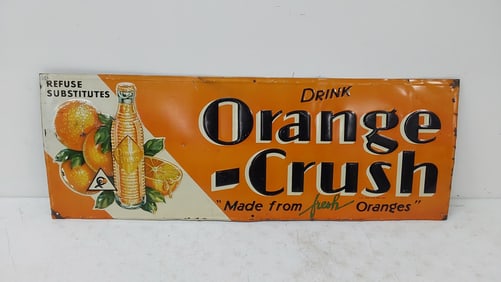 REFUSE
SUBSTITUTES
DRINK
Orange
-Crush
"Made from fresh Oranges"